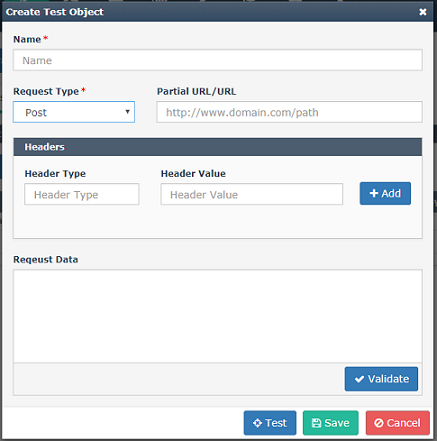 Create Test Object
Name *
Name
Request Type * Partial URL/URL
Post http://www.domain.com/path
Headers
Header Type Header Value
Header Type Header Value Add
Reqeust Data
Validate
Test Save Cancel